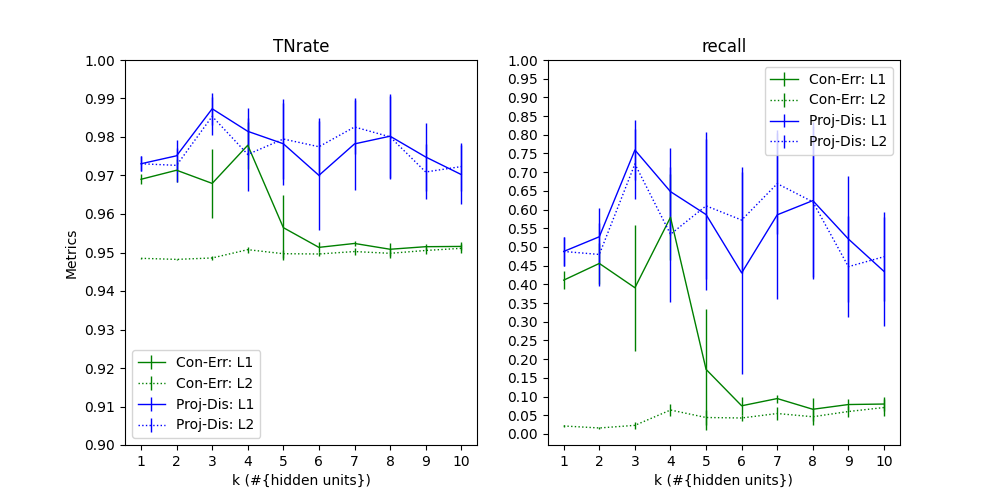 TNrate
Metrics
1.00
0.99
0.98
0.97
0.96
0.95
0.94
0.93
0.92
0.91
0.90
Con-Err: L1
Con-Err: L2
Proj-Dis: L1
Proj-Dis: L2
1 2 3 4 5 6 7 8 9 10
k (#{hidden units})
recall
1.00
0.95
0.90
0.85
0.80
0.75
0.70
0.65
0.60
0.55
0.50
0.45
0.40
0.35
0.30
0.25
0.20
0.15
0.10
0.05
0.00
Con-Err: L1
Con-Err: L2
Proj-Dis: L1
Proj-Dis: L2
1 2 3 4 5 6 7 8 9 10
k (#{hidden units})